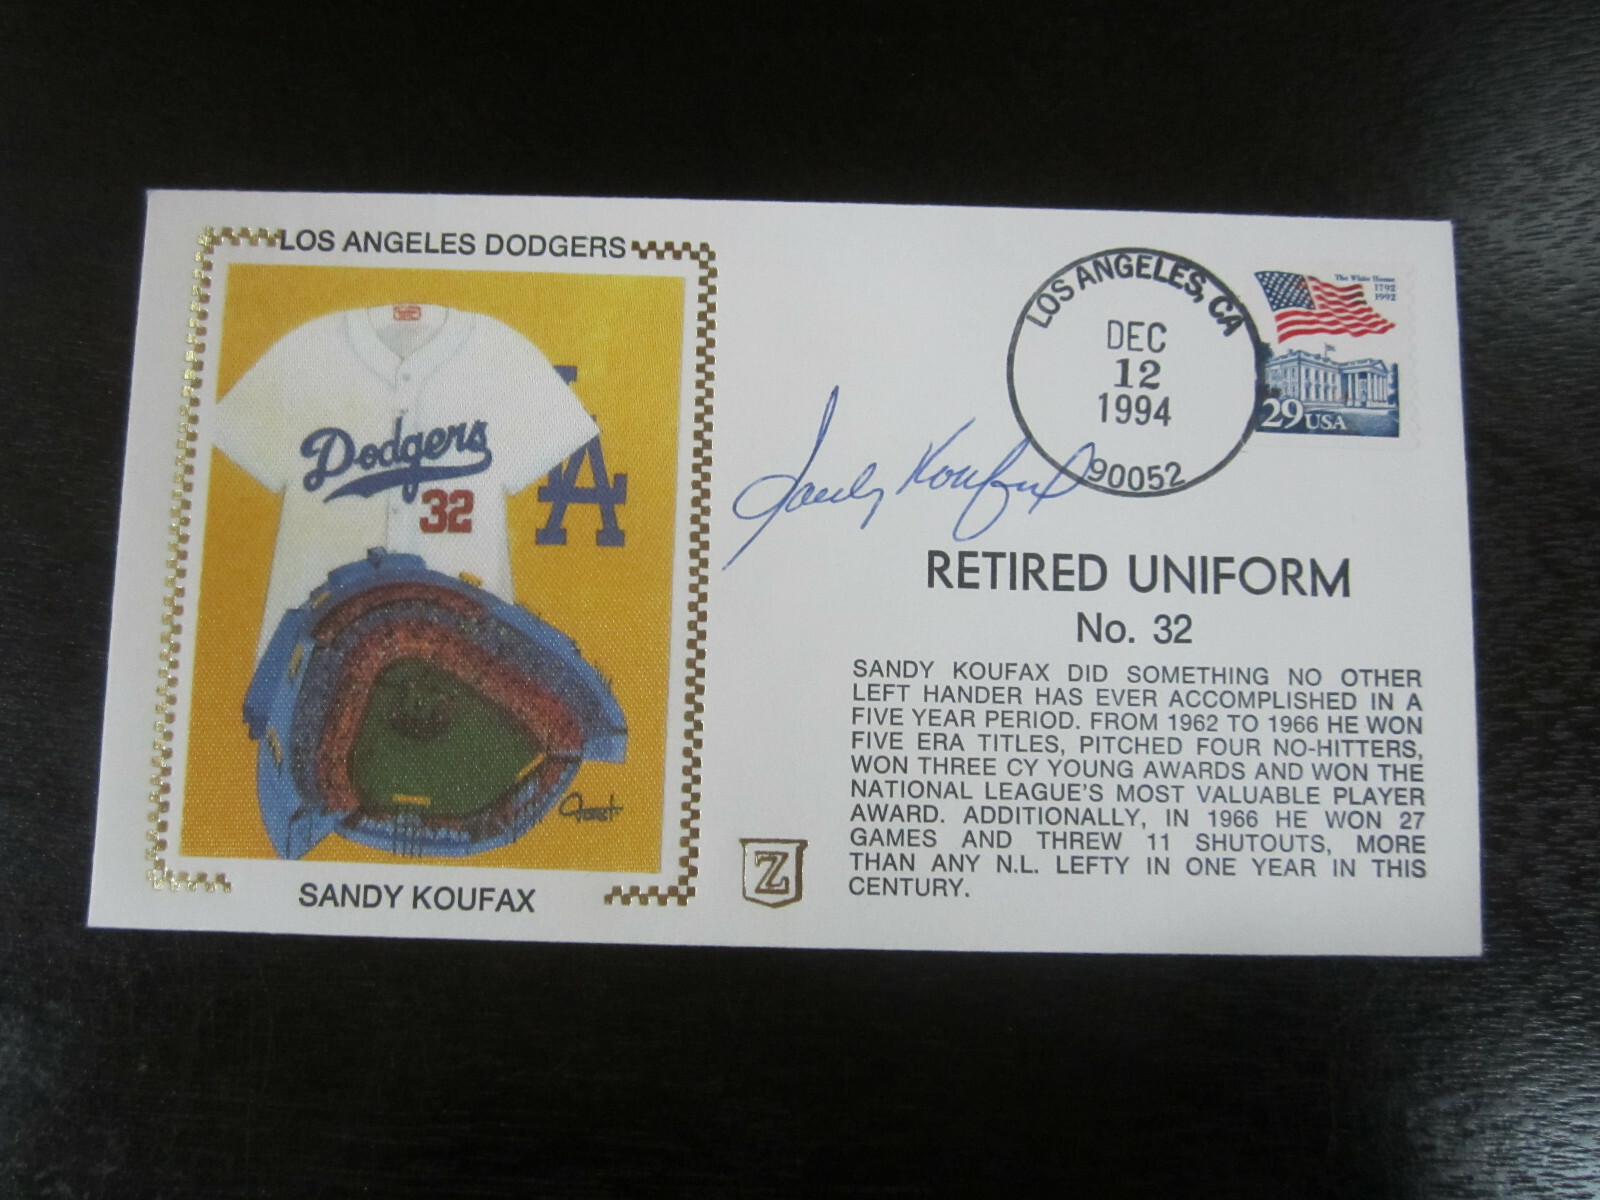 LOS ANGELES DODGERS
Dodgers
32
LA
SANDY KOUFAX
Sandy Koufax
LOS ANGELES, CA
DEC
12
1994
90052
The White House
1792
1992
29 USA
RETIRED UNIFORM
No. 32
SANDY KOUFAX DID SOMETHING NO OTHER
LEFT HANDER HAS EVER ACCOMPLISHED IN A
FIVE YEAR PERIOD. FROM 1962 TO 1966 HE WON
FIVE ERA TITLES, PITCHED FOUR NO-HITTERS,
WON THREE CY YOUNG AWARDS AND WON THE
NATIONAL LEAGUE'S MOST VALUABLE PLAYER
AWARD. ADDITIONALLY, IN 1966 HE WON 27
GAMES AND THREW 11 SHUTOUTS, MORE
THAN ANY N.L. LEFTY IN ONE YEAR IN THIS
CENTURY.
Z